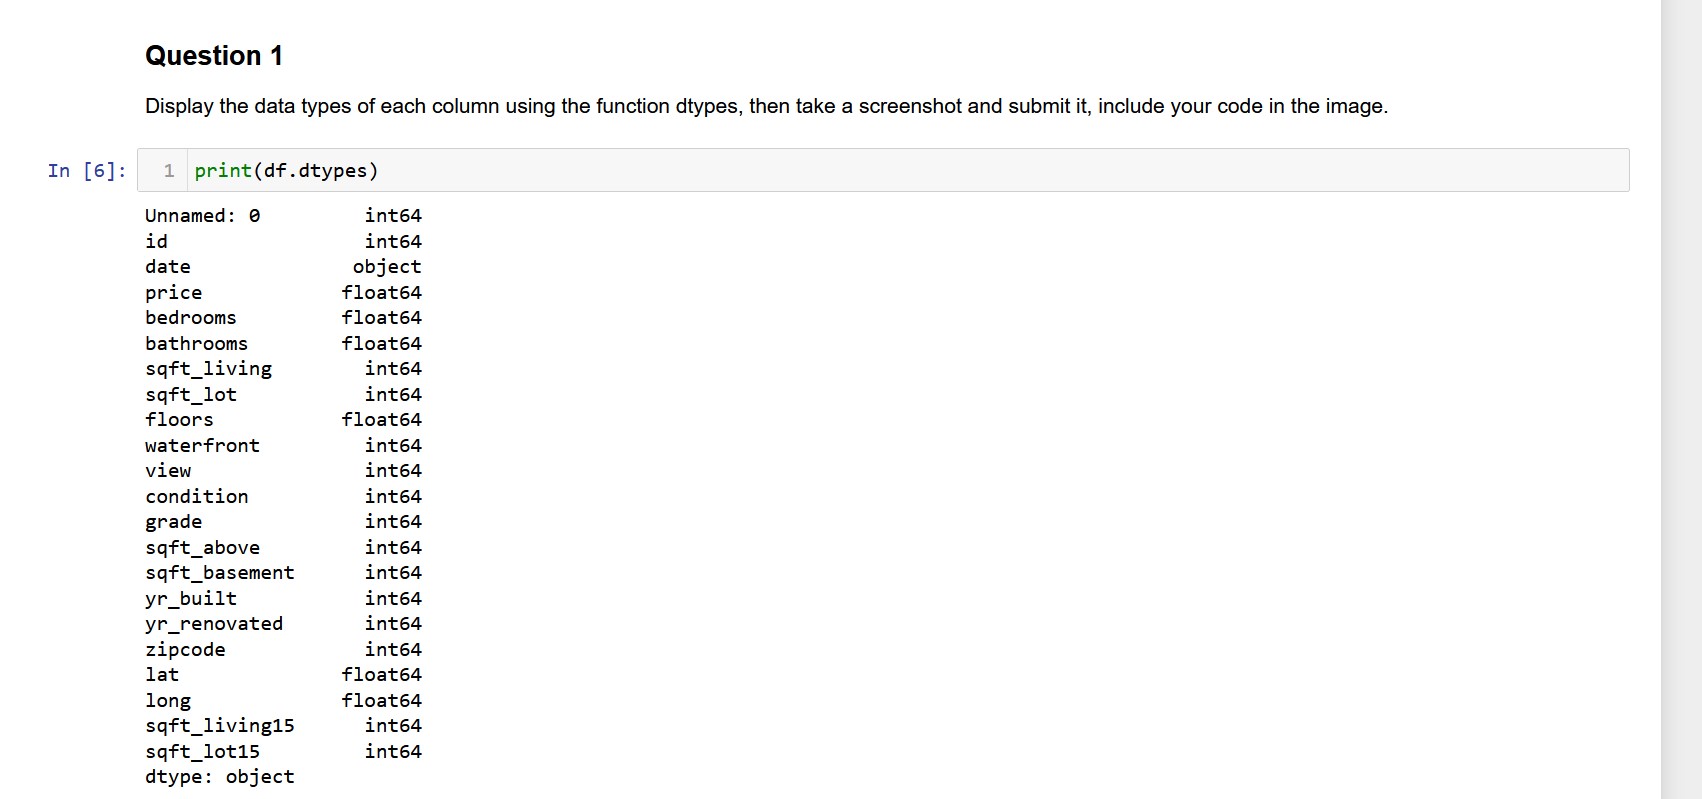 Question 1
Display the data types of each column using the function dtypes, then take a screenshot and submit it, include your code in the image.
In [6]: 1 print(df.dtypes)
Unnamed: 0 int64
id int64
date object
price float64
bedrooms float64
bathrooms float64
sqft_living int64
sqft_lot int64
floors float64
waterfront int64
view int64
condition int64
grade int64
sqft_above int64
sqft_basement int64
yr_built int64
yr_renovated int64
zipcode int64
lat float64
long float64
sqft_living15 int64
sqft_lot15 int64
dtype: object